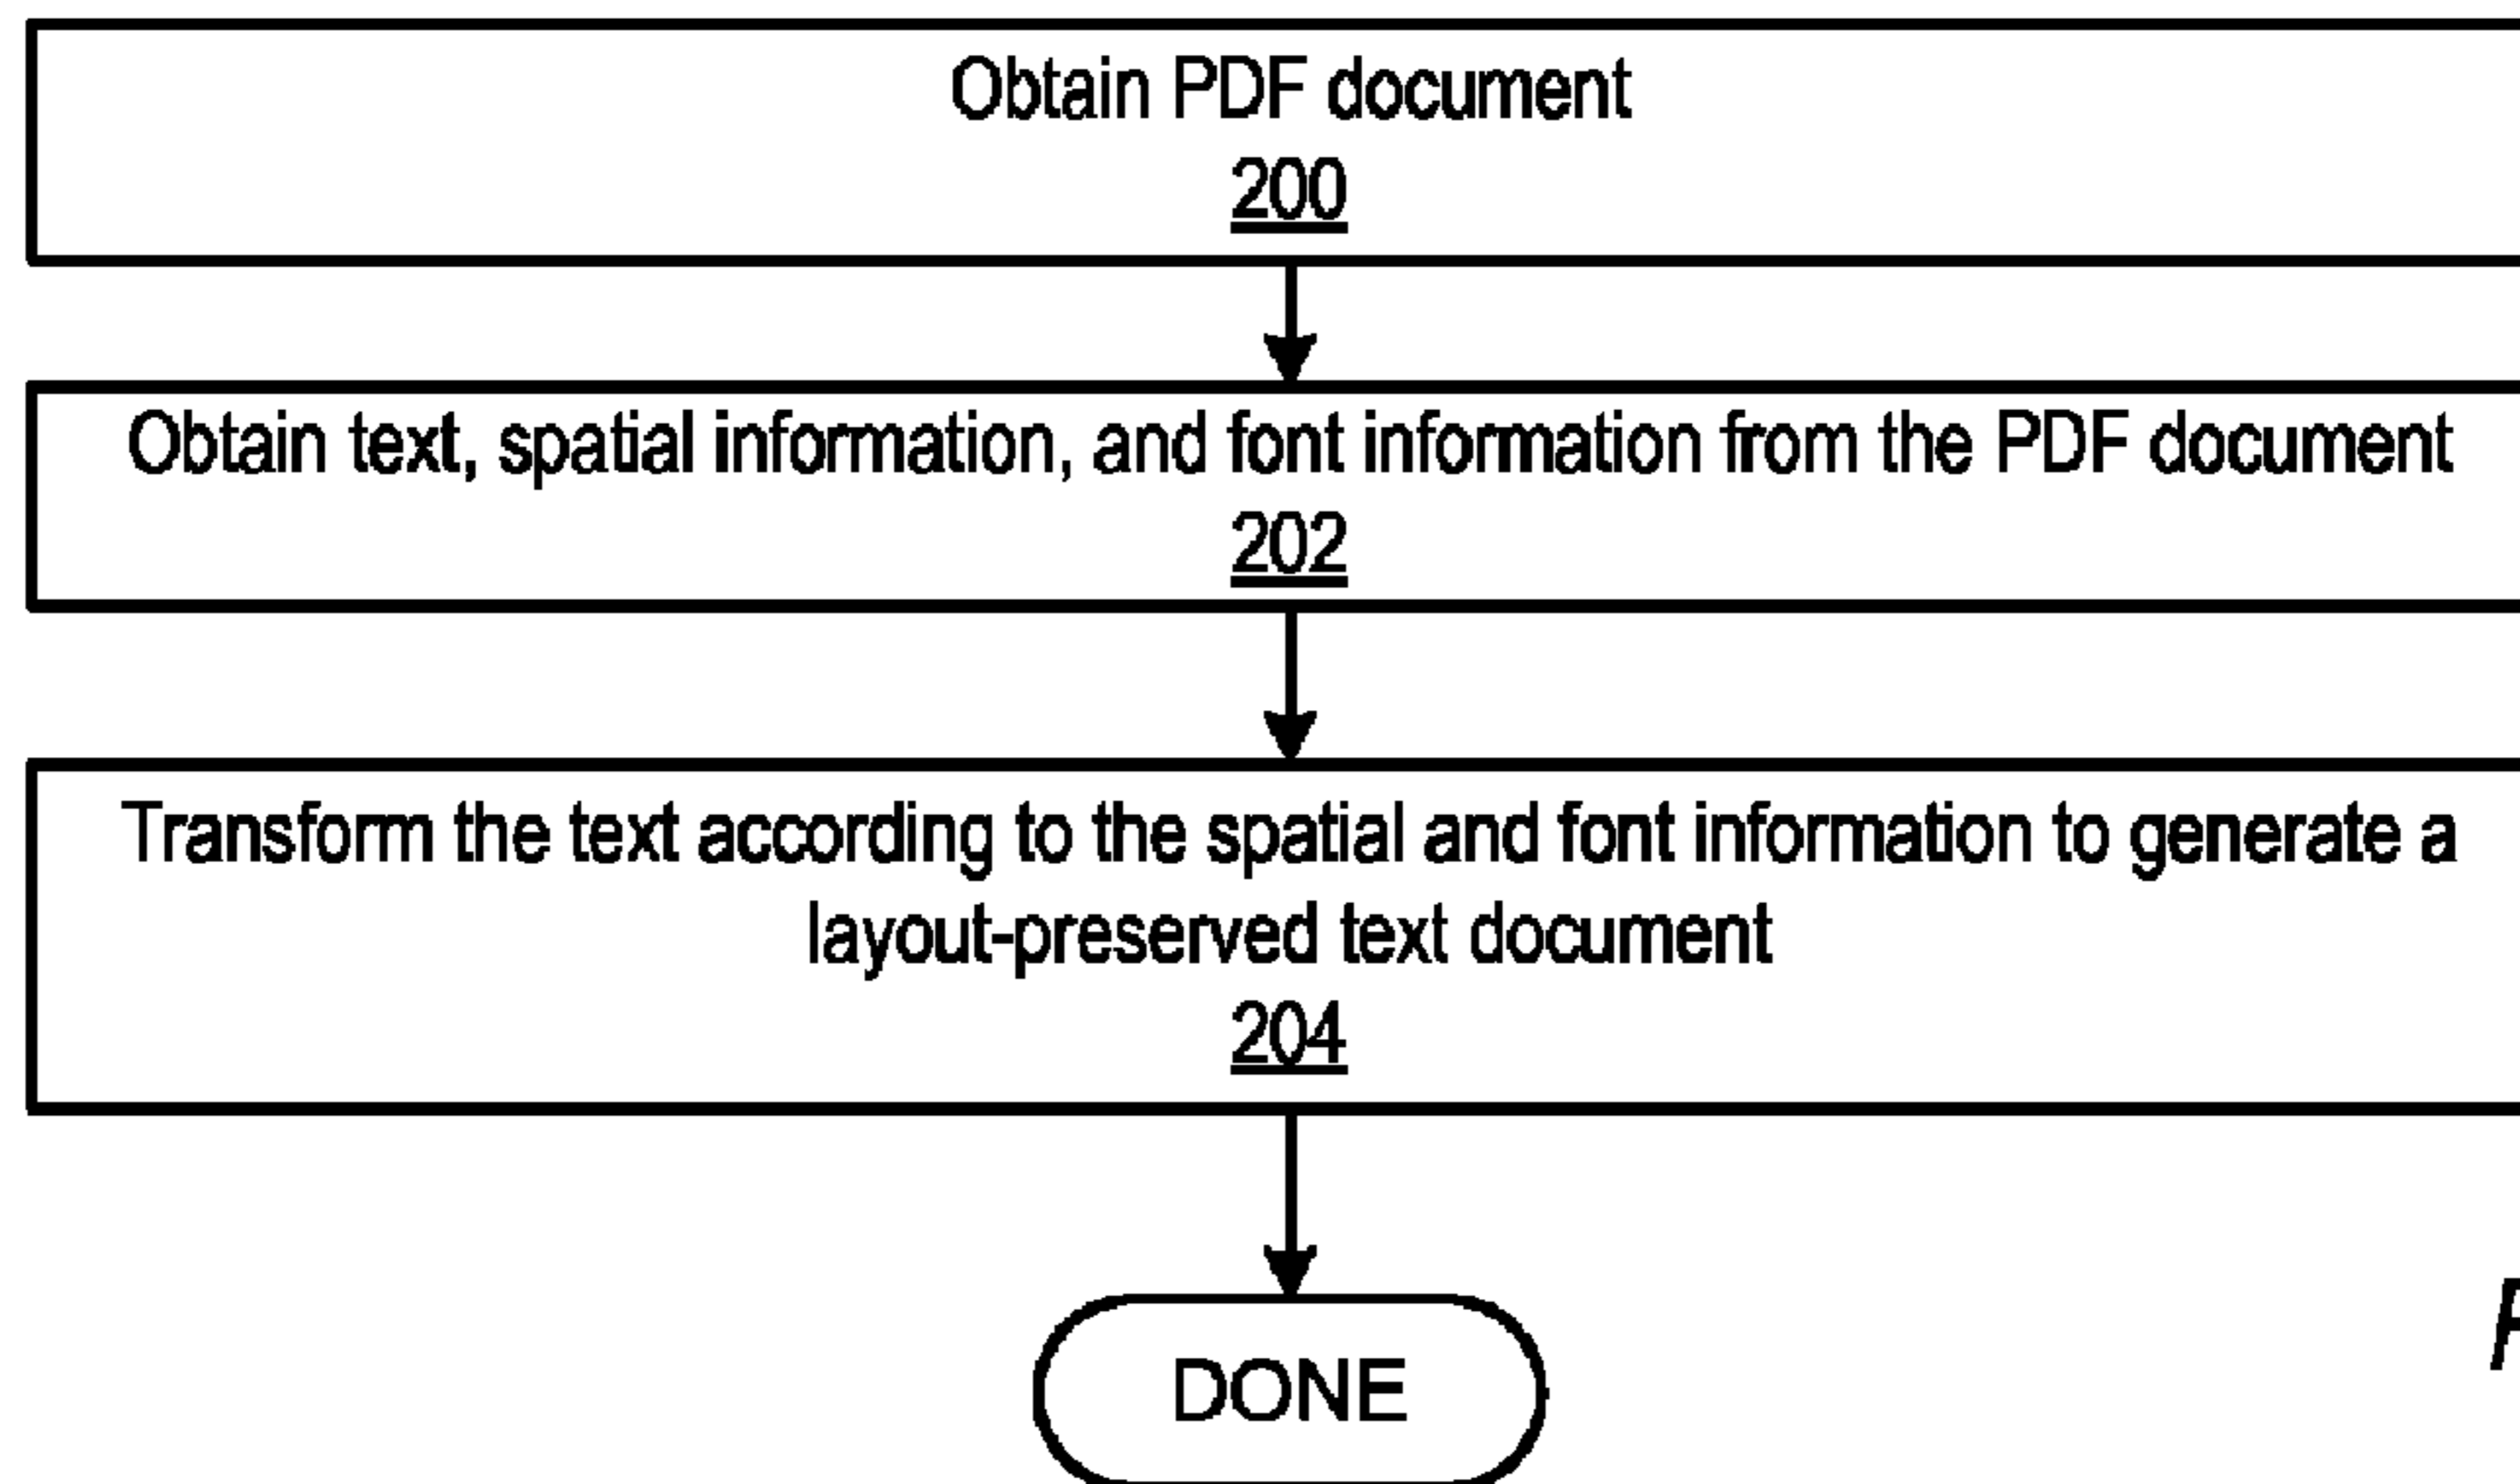 Obtain PDF document
200
Obtain text, spatial information, and font information from the PDF document
202
Transform the text according to the spatial and font information to generate a
layout-preserved text document
204
DONE